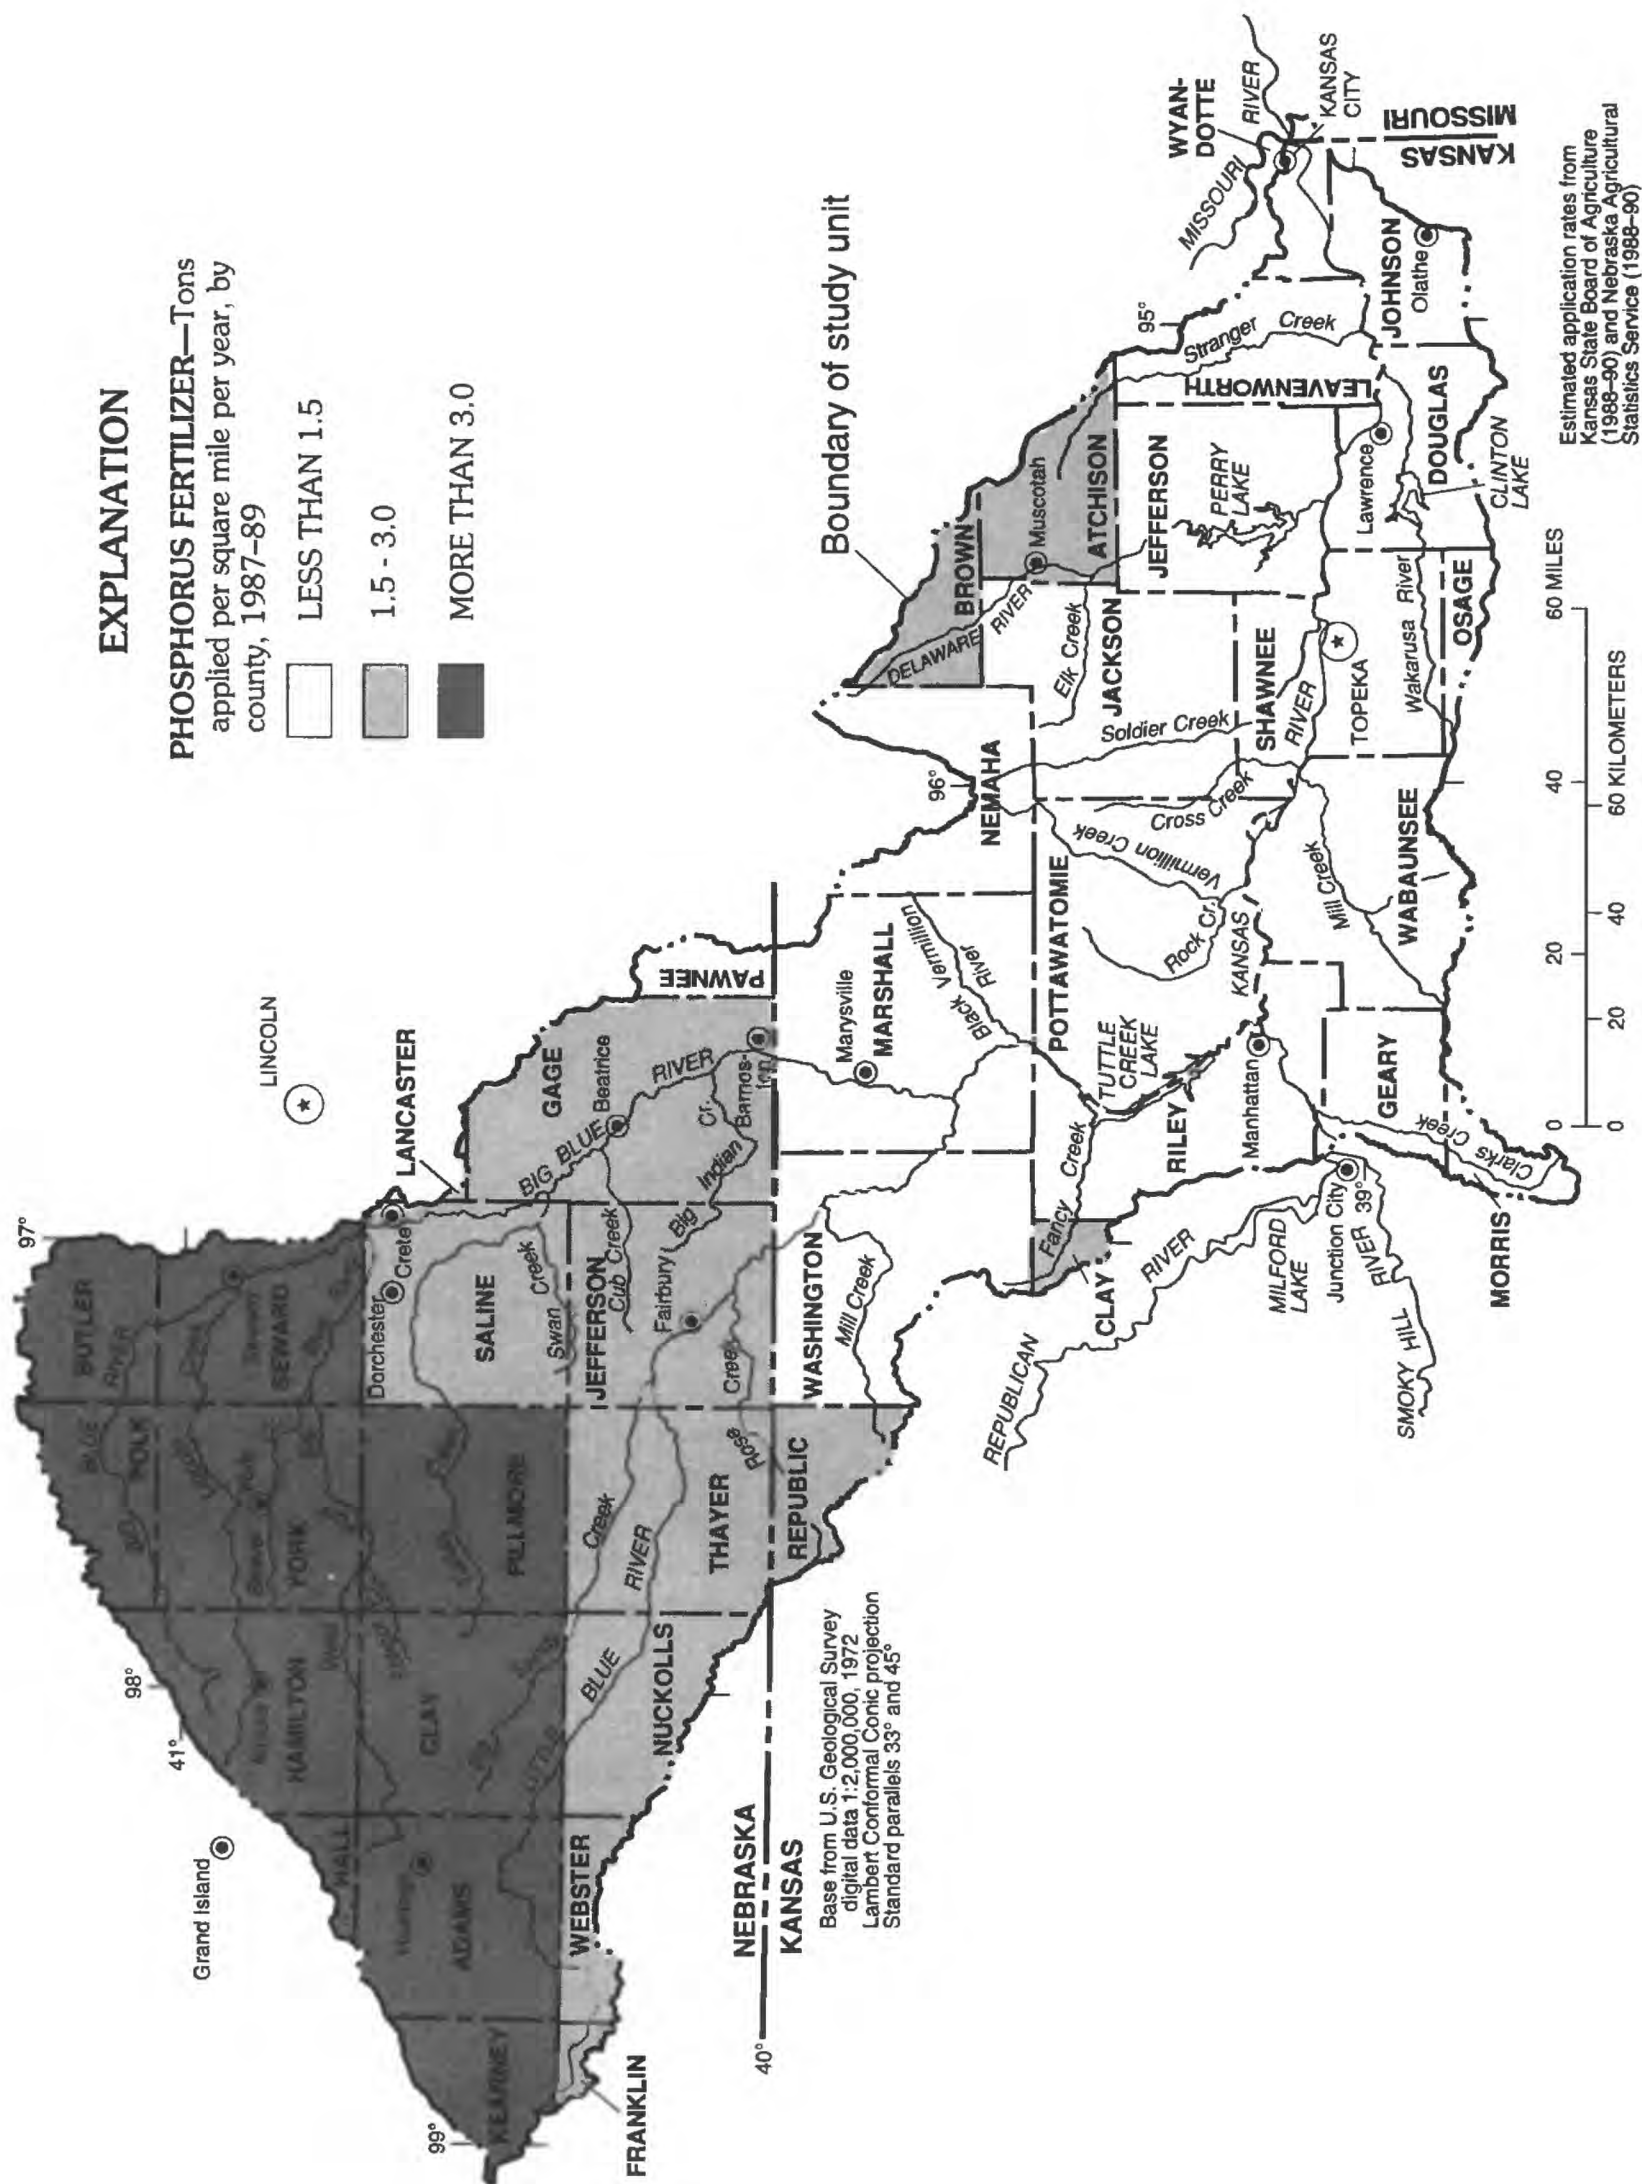 EXPLANATION
PHOSPHORUS FERTILIZER—Tons
applied per square mile per year, by
county, 1987–89
LESS THAN 1.5
1.5 - 3.0
MORE THAN 3.0
Boundary of study unit
99°
98°
97°
96°
95°
41°
40°
39°
Grand Island
LINCOLN
LANCASTER
BUTLER
POLK
SEWARD
YORK
HAMILTON
HALL
CLAY
FILLMORE
ADAMS
KEARNEY
FRANKLIN
WEBSTER
NUCKOLLS
THAYER
SALINE
JEFFERSON
GAGE
PAWNEE
BLUE
RIVER
Dorchester
Crete
Swan
Creek
BIG BLUE
RIVER
Beatrice
Cub Creek
Fairbury
Big
Indian
Cr.
Barnes-
ton
Creek
BLUE
RIVER
LITTLE
Rose
Creek
NEBRASKA
KANSAS
REPUBLIC
WASHINGTON
Mill Creek
MARSHALL
Marysville
Black Vermillion
River
NEMAHA
BROWN
DELAWARE
RIVER
Muscotah
ATCHISON
Elk Creek
JACKSON
Soldier Creek
JEFFERSON
PERRY
LAKE
LEAVENWORTH
Stranger Creek
MISSOURI
RIVER
WYAN-
DOTTE
KANSAS
CITY
KANSAS
MISSOURI
JOHNSON
Olathe
DOUGLAS
Lawrence
CLINTON
LAKE
Wakarusa River
OSAGE
SHAWNEE
RIVER
TOPEKA
Cross
Creek
Vermillion Creek
Rock Cr.
POTTAWATOMIE
KANSAS
Mill Creek
WABAUNSEE
TUTTLE
CREEK
LAKE
Fancy
Creek
RILEY
Manhattan
GEARY
Clarks
Creek
CLAY
REPUBLICAN
RIVER
MILFORD
LAKE
Junction City
SMOKY HILL
RIVER
MORRIS
Base from U.S. Geological Survey
digital data 1:2,000,000, 1972
Lambert Conformal Conic projection
Standard parallels 33° and 45°
0 20 40 60 MILES
0 20 40 60 KILOMETERS
Estimated application rates from
Kansas State Board of Agriculture
(1988–90) and Nebraska Agricultural
Statistics Service (1988–90)